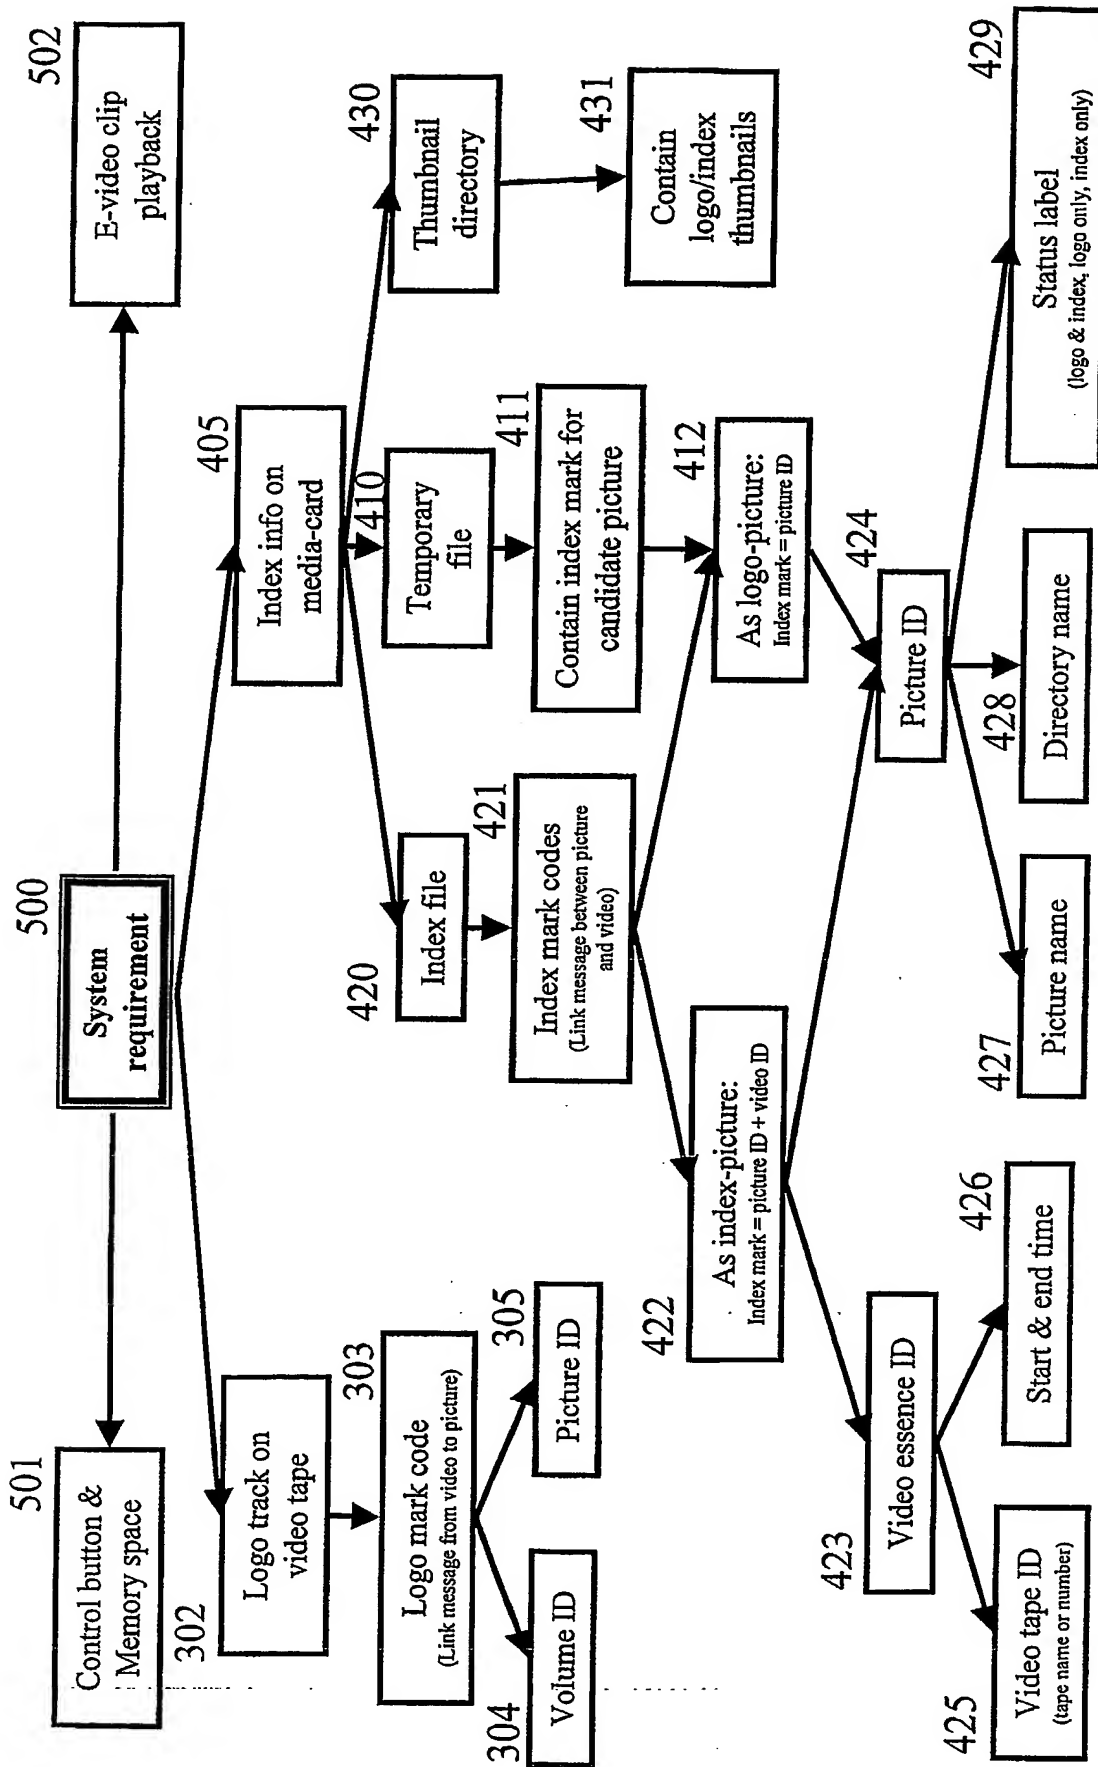 500
System
requirement
501
Control button &
Memory space
502
E-video clip
playback
302
Logo track on
video tape
405
Index info on
media-card
303
Logo mark code
(Link message from video to picture)
420
Index file
410
Temporary
file
430
Thumbnail
directory
304
Volume ID
305
Picture ID
421
Index mark codes
(Link message between picture
and video)
411
Contain index mark for
candidate picture
431
Contain
logo/index
thumbnails
422
As index-picture:
Index mark = picture ID + video ID
412
As logo-picture:
Index mark = picture ID
423
Video essence ID
424
Picture ID
425
Video tape ID
(tape name or number)
426
Start & end time
427
Picture name
428
Directory name
429
Status label
(logo & index, logo only, index only)